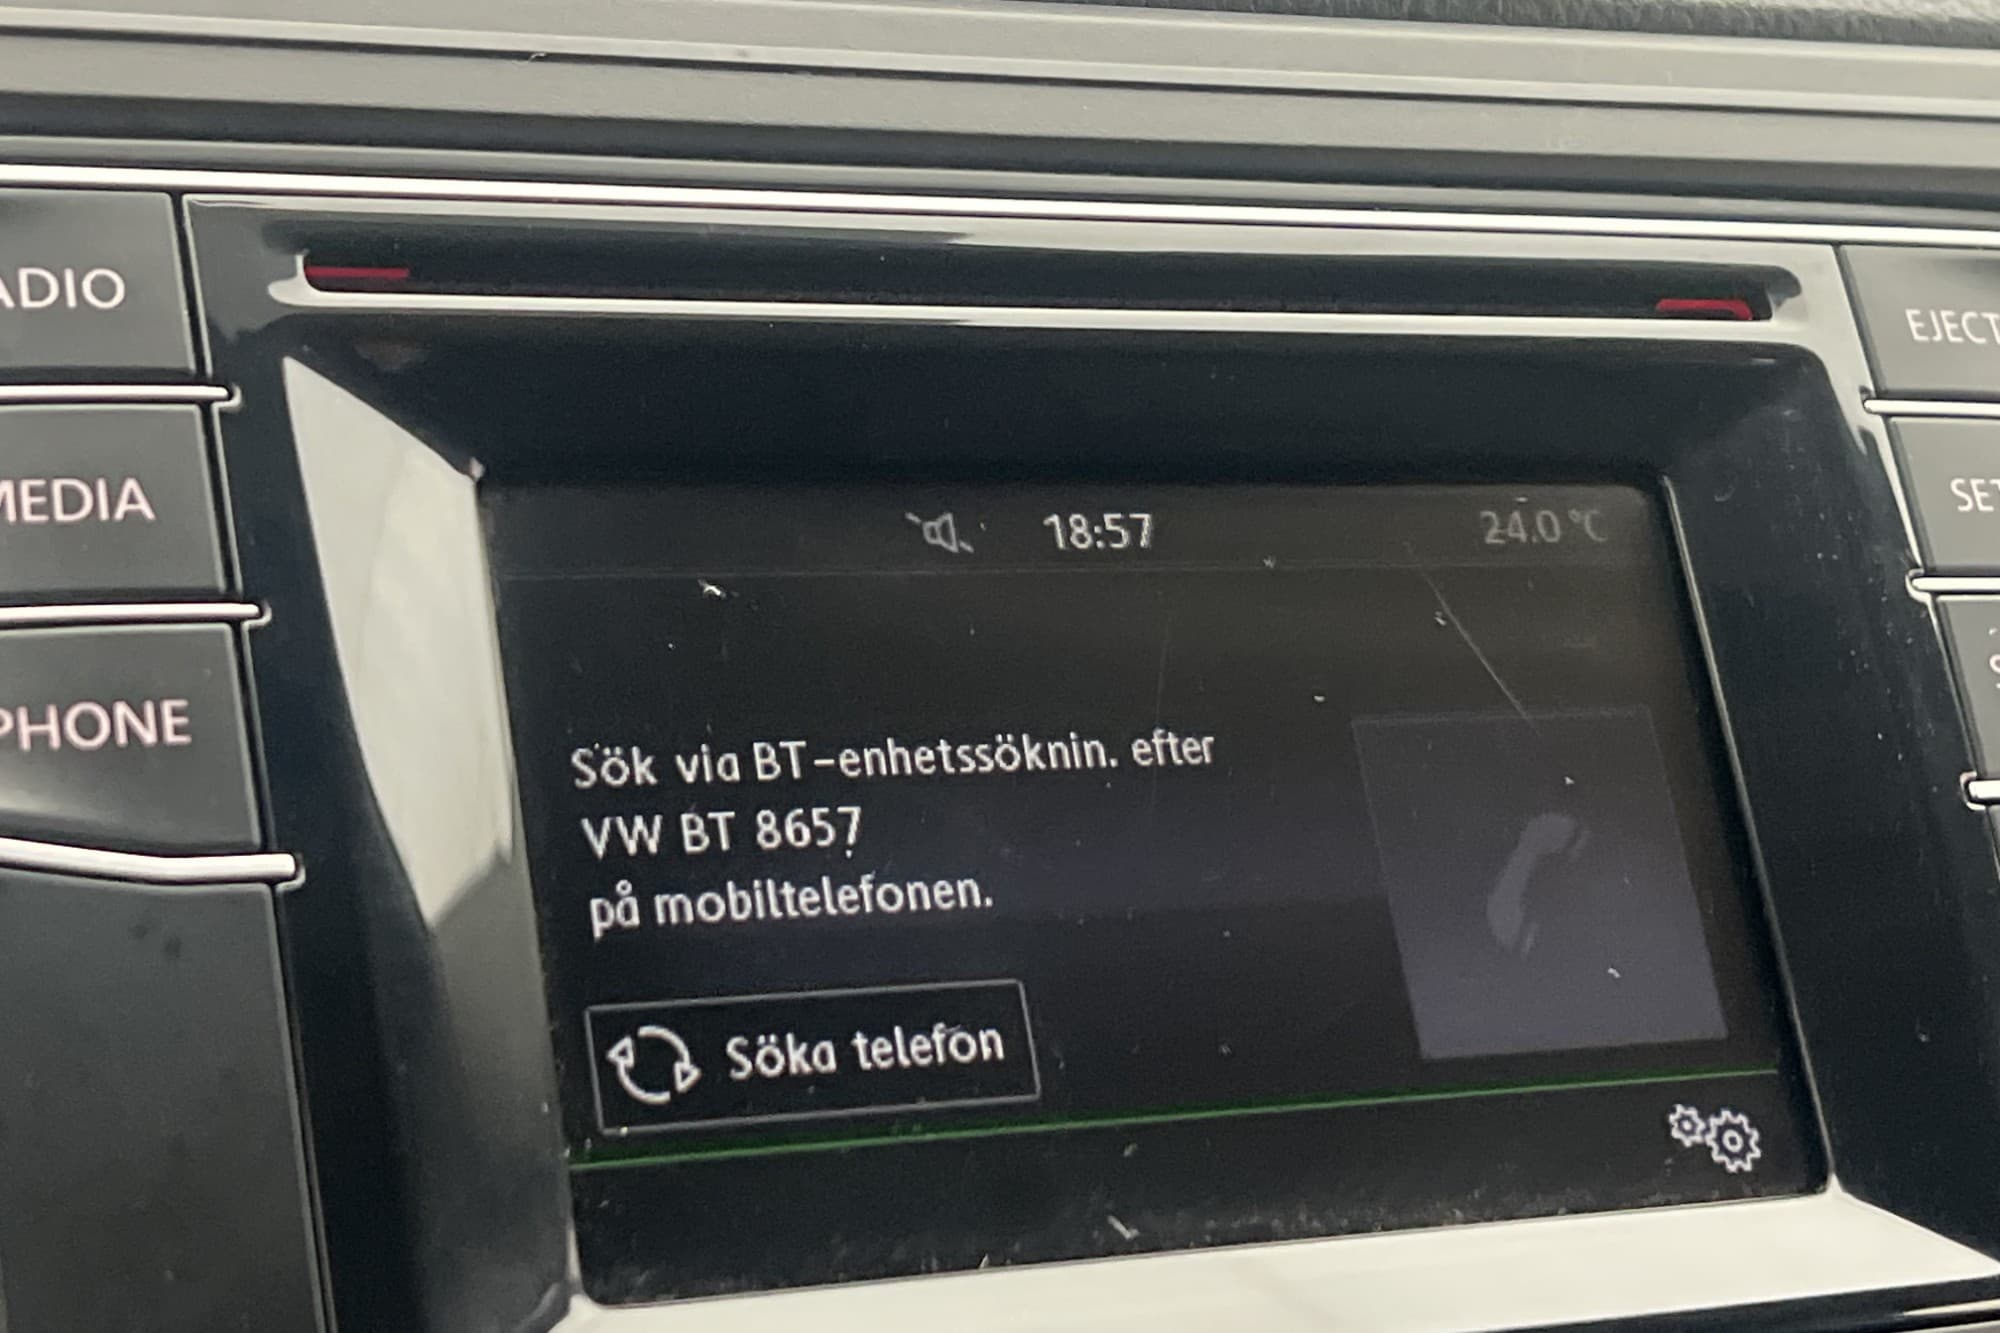 ADIO
EJECT
MEDIA
SET
PHONE
18:57
24.0 °C
Sök via BT-enhetssöknin. efter
VW BT 8657
på mobiltelefonen.
Söka telefon